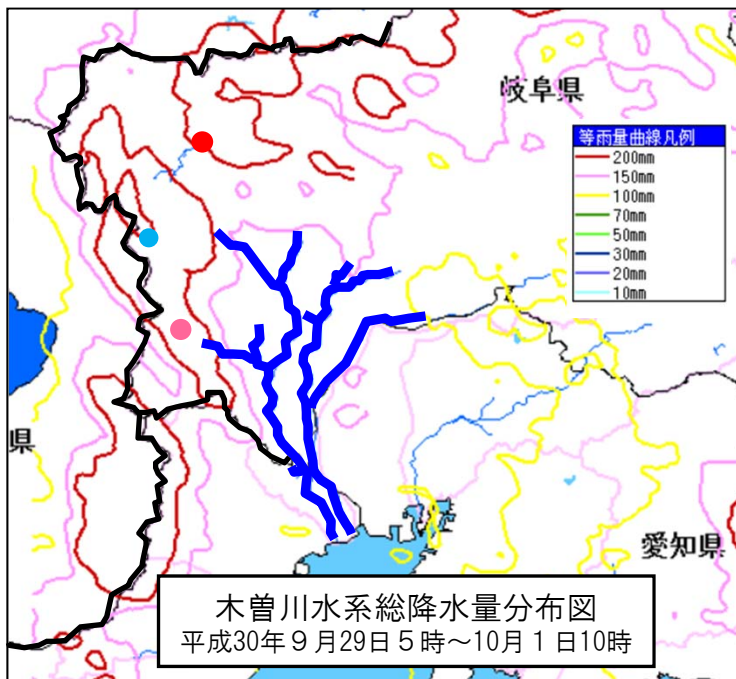 岐阜県
等雨量曲線凡例
200mm
150mm
100mm
70mm
50mm
30mm
20mm
10mm
県
愛知県
木曽川水系総降水量分布図
平成30年９月29日５時～10月１日10時